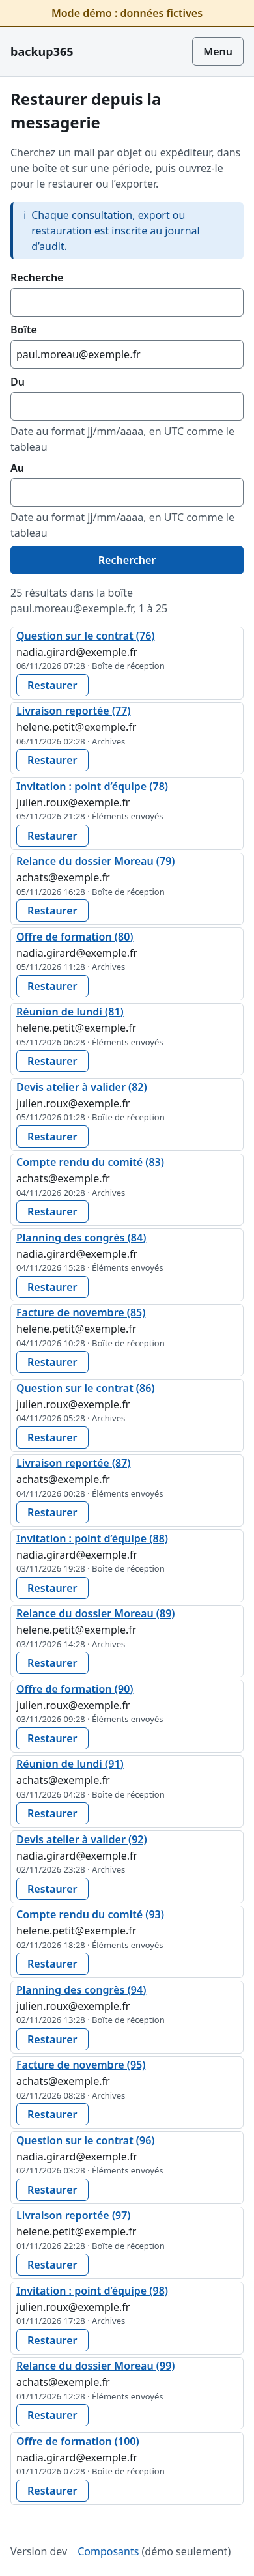 Mode démo : données fictives
backup365
Menu
Restaurer depuis la
messagerie
Cherchez un mail par objet ou expéditeur, dans
une boîte et sur une période, puis ouvrez-le
pour le restaurer ou l’exporter.
i Chaque consultation, export ou
restauration est inscrite au journal
d’audit.
Recherche
Boîte
paul.moreau@exemple.fr
Du
Date au format jj/mm/aaaa, en UTC comme le
tableau
Au
Date au format jj/mm/aaaa, en UTC comme le
tableau
Rechercher
25 résultats dans la boîte
paul.moreau@exemple.fr, 1 à 25
Question sur le contrat (76)
nadia.girard@exemple.fr
06/11/2026 07:28 · Boîte de réception
Restaurer
Livraison reportée (77)
helene.petit@exemple.fr
06/11/2026 02:28 · Archives
Restaurer
Invitation : point d’équipe (78)
julien.roux@exemple.fr
05/11/2026 21:28 · Éléments envoyés
Restaurer
Relance du dossier Moreau (79)
achats@exemple.fr
05/11/2026 16:28 · Boîte de réception
Restaurer
Offre de formation (80)
nadia.girard@exemple.fr
05/11/2026 11:28 · Archives
Restaurer
Réunion de lundi (81)
helene.petit@exemple.fr
05/11/2026 06:28 · Éléments envoyés
Restaurer
Devis atelier à valider (82)
julien.roux@exemple.fr
05/11/2026 01:28 · Boîte de réception
Restaurer
Compte rendu du comité (83)
achats@exemple.fr
04/11/2026 20:28 · Archives
Restaurer
Planning des congrès (84)
nadia.girard@exemple.fr
04/11/2026 15:28 · Éléments envoyés
Restaurer
Facture de novembre (85)
helene.petit@exemple.fr
04/11/2026 10:28 · Boîte de réception
Restaurer
Question sur le contrat (86)
julien.roux@exemple.fr
04/11/2026 05:28 · Archives
Restaurer
Livraison reportée (87)
achats@exemple.fr
04/11/2026 00:28 · Éléments envoyés
Restaurer
Invitation : point d’équipe (88)
nadia.girard@exemple.fr
03/11/2026 19:28 · Boîte de réception
Restaurer
Relance du dossier Moreau (89)
helene.petit@exemple.fr
03/11/2026 14:28 · Archives
Restaurer
Offre de formation (90)
julien.roux@exemple.fr
03/11/2026 09:28 · Éléments envoyés
Restaurer
Réunion de lundi (91)
achats@exemple.fr
03/11/2026 04:28 · Boîte de réception
Restaurer
Devis atelier à valider (92)
nadia.girard@exemple.fr
02/11/2026 23:28 · Archives
Restaurer
Compte rendu du comité (93)
helene.petit@exemple.fr
02/11/2026 18:28 · Éléments envoyés
Restaurer
Planning des congrès (94)
julien.roux@exemple.fr
02/11/2026 13:28 · Boîte de réception
Restaurer
Facture de novembre (95)
achats@exemple.fr
02/11/2026 08:28 · Archives
Restaurer
Question sur le contrat (96)
nadia.girard@exemple.fr
02/11/2026 03:28 · Éléments envoyés
Restaurer
Livraison reportée (97)
helene.petit@exemple.fr
01/11/2026 22:28 · Boîte de réception
Restaurer
Invitation : point d’équipe (98)
julien.roux@exemple.fr
01/11/2026 17:28 · Archives
Restaurer
Relance du dossier Moreau (99)
achats@exemple.fr
01/11/2026 12:28 · Éléments envoyés
Restaurer
Offre de formation (100)
nadia.girard@exemple.fr
01/11/2026 07:28 · Boîte de réception
Restaurer
Version dev Composants (démo seulement)